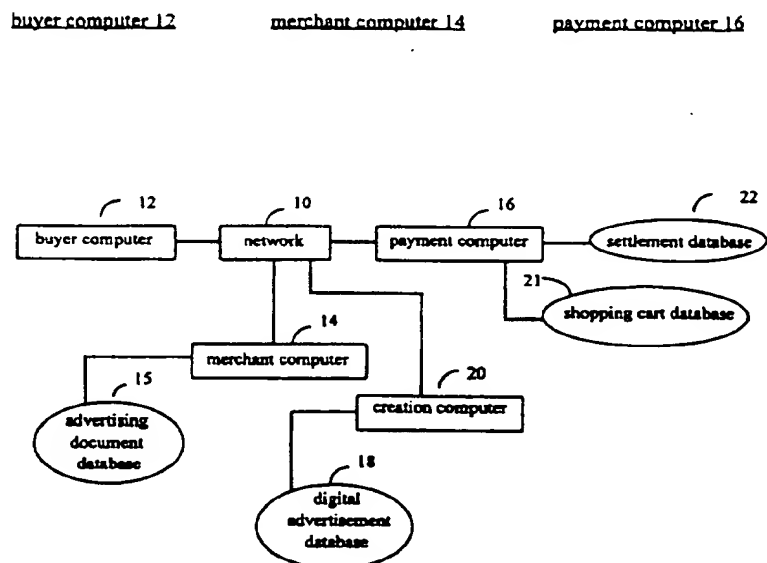 buyer computer 12 merchant computer 14 payment computer 16
12 10 16 22
buyer computer network payment computer settlement database
21
shopping cart database
14
merchant computer
15 20
advertising document database creation computer
18
digital advertisement database